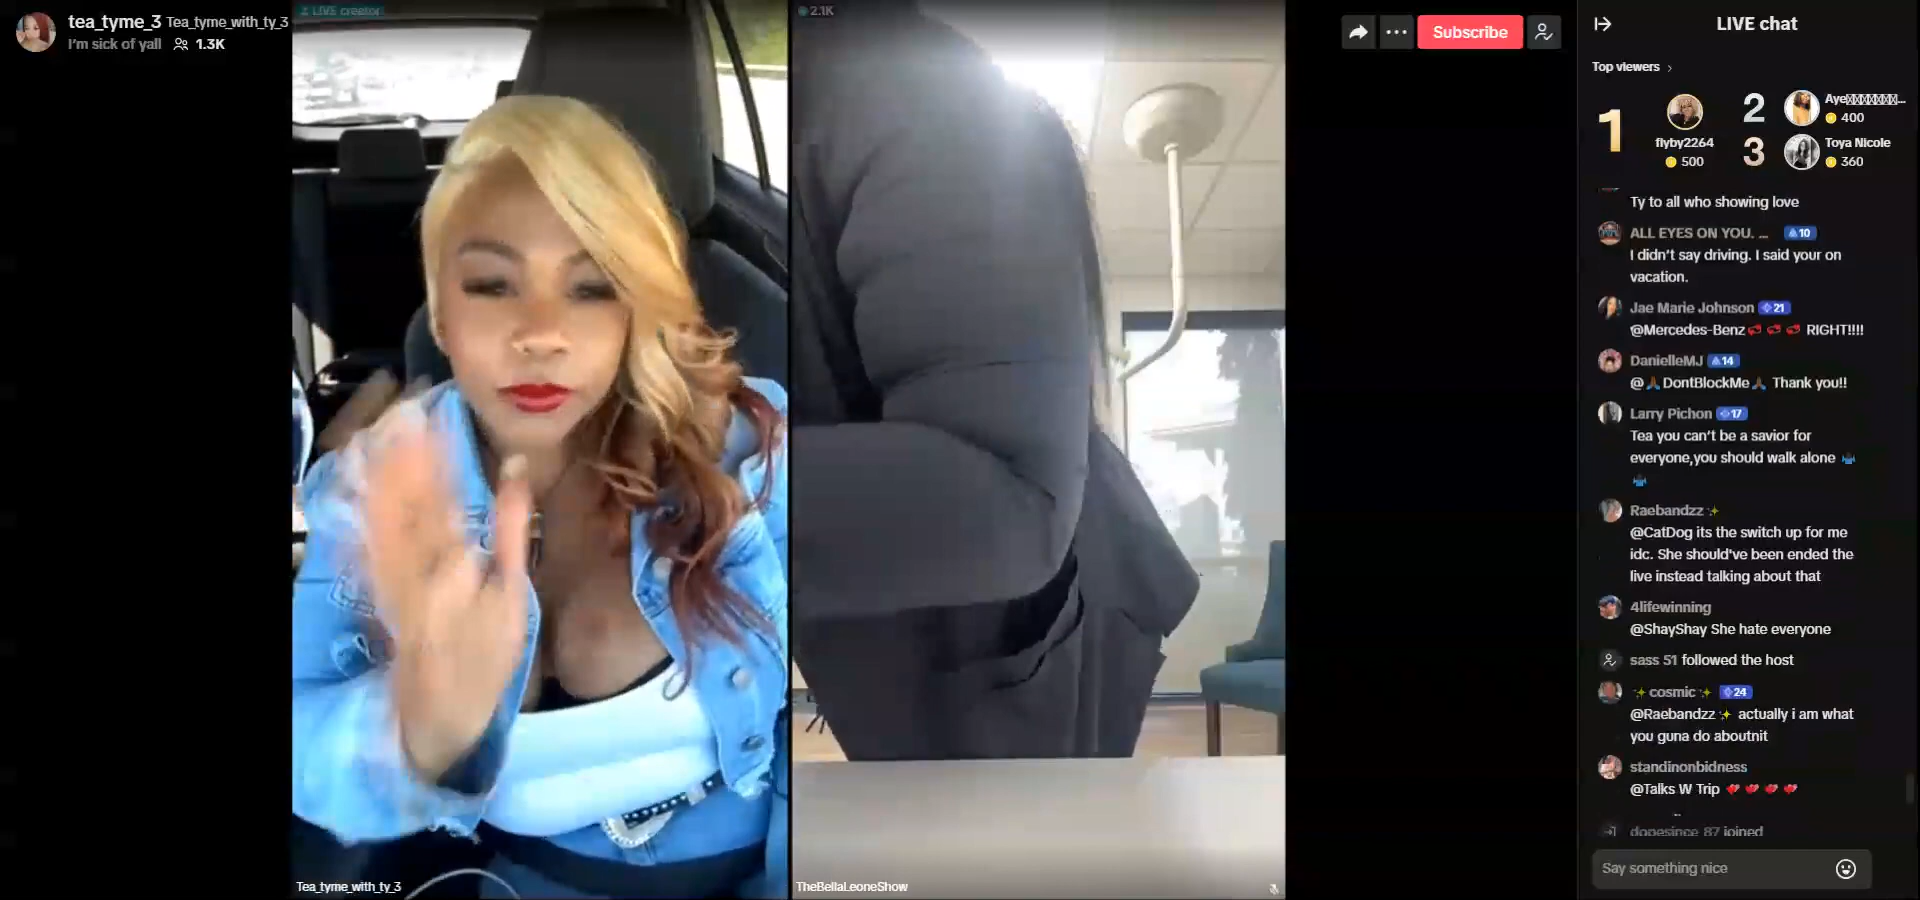 tea_tyme_3 Tea_tyme_with_ty_3
I'm sick of yall 1.3K
LIVE creator
2.1K
Subscribe
LIVE chat
Top viewers
1
flyby2264
500
2
Aye
400
3
Toya Nicole
360
Ty to all who showing love
ALL EYES ON YOU. ... 10
I didn't say driving. I said your on
vacation.
Jae Marie Johnson 21
@Mercedes-Benz RIGHT!!!!
DanielleMJ 14
@🙏🏾DontBlockMe🙏🏾 Thank you!!
Larry Pichon 17
Tea you can't be a savior for
everyone,you should walk alone
Raebandzz✨
@CatDog its the switch up for me
idc. She should've been ended the
live instead talking about that
4lifewinning
@ShayShay She hate everyone
sass 51 followed the host
✨cosmic✨ 24
@Raebandzz✨ actually i am what
you guna do aboutnit
standinonbidness
@Talks W Trip
dopesince_87 joined
Say something nice
Tea_tyme_with_ty_3
TheBellaLeoneShow